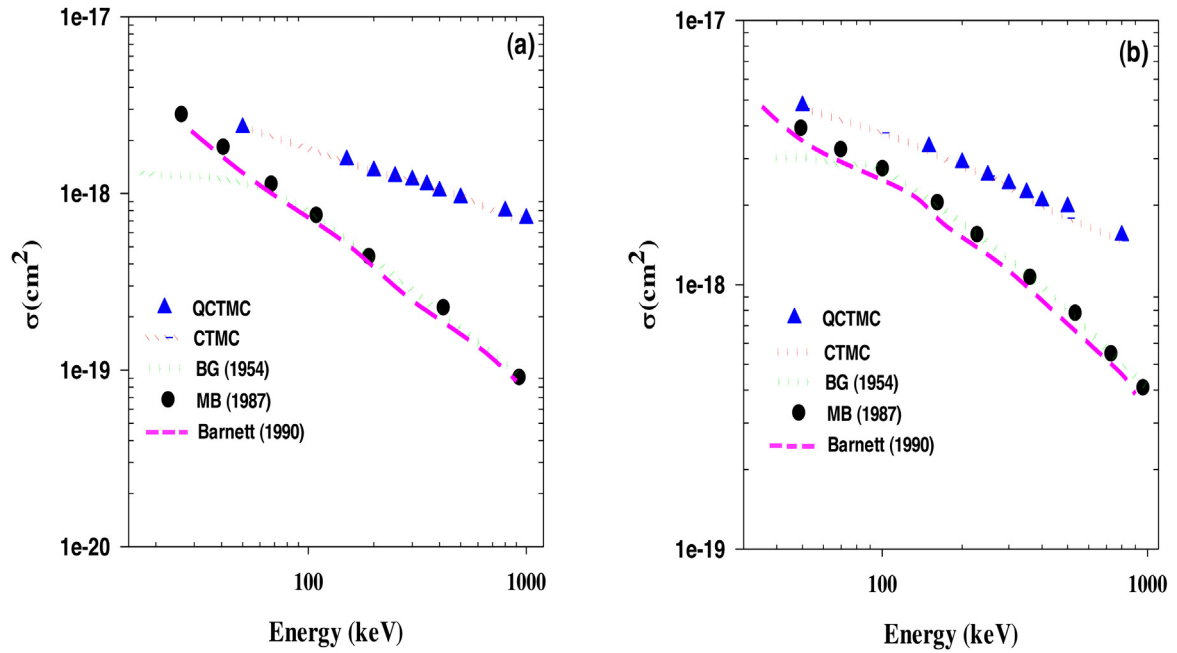 (a)
1e-17
1e-18
1e-19
1e-20
σ(cm²)
QCTMC
CTMC
BG (1954)
MB (1987)
Barnett (1990)
100
1000
Energy (keV)
(b)
1e-17
1e-18
1e-19
σ(cm²)
QCTMC
CTMC
BG (1954)
MB (1987)
Barnett (1990)
100
1000
Energy (keV)